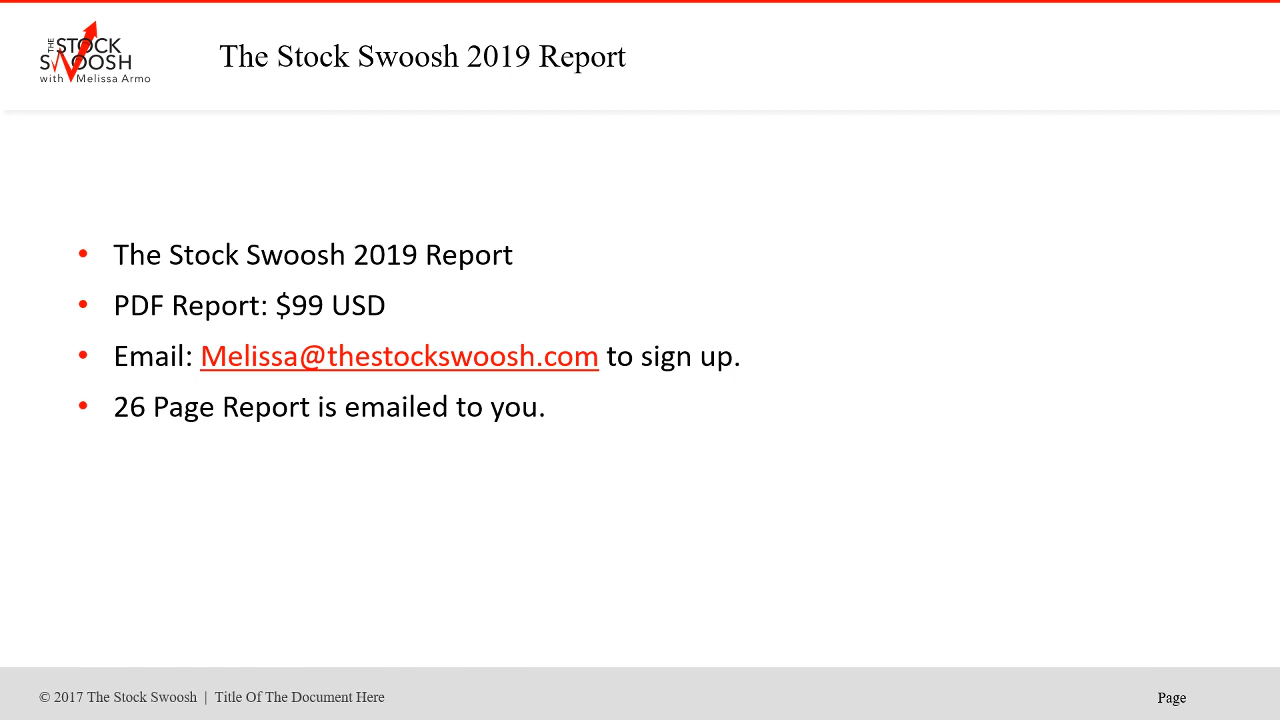 THE STOCK
SWOOSH
with Melissa Armo
The Stock Swoosh 2019 Report
• The Stock Swoosh 2019 Report
• PDF Report: $99 USD
• Email: Melissa@thestockswoosh.com to sign up.
• 26 Page Report is emailed to you.
© 2017 The Stock Swoosh | Title Of The Document Here
Page